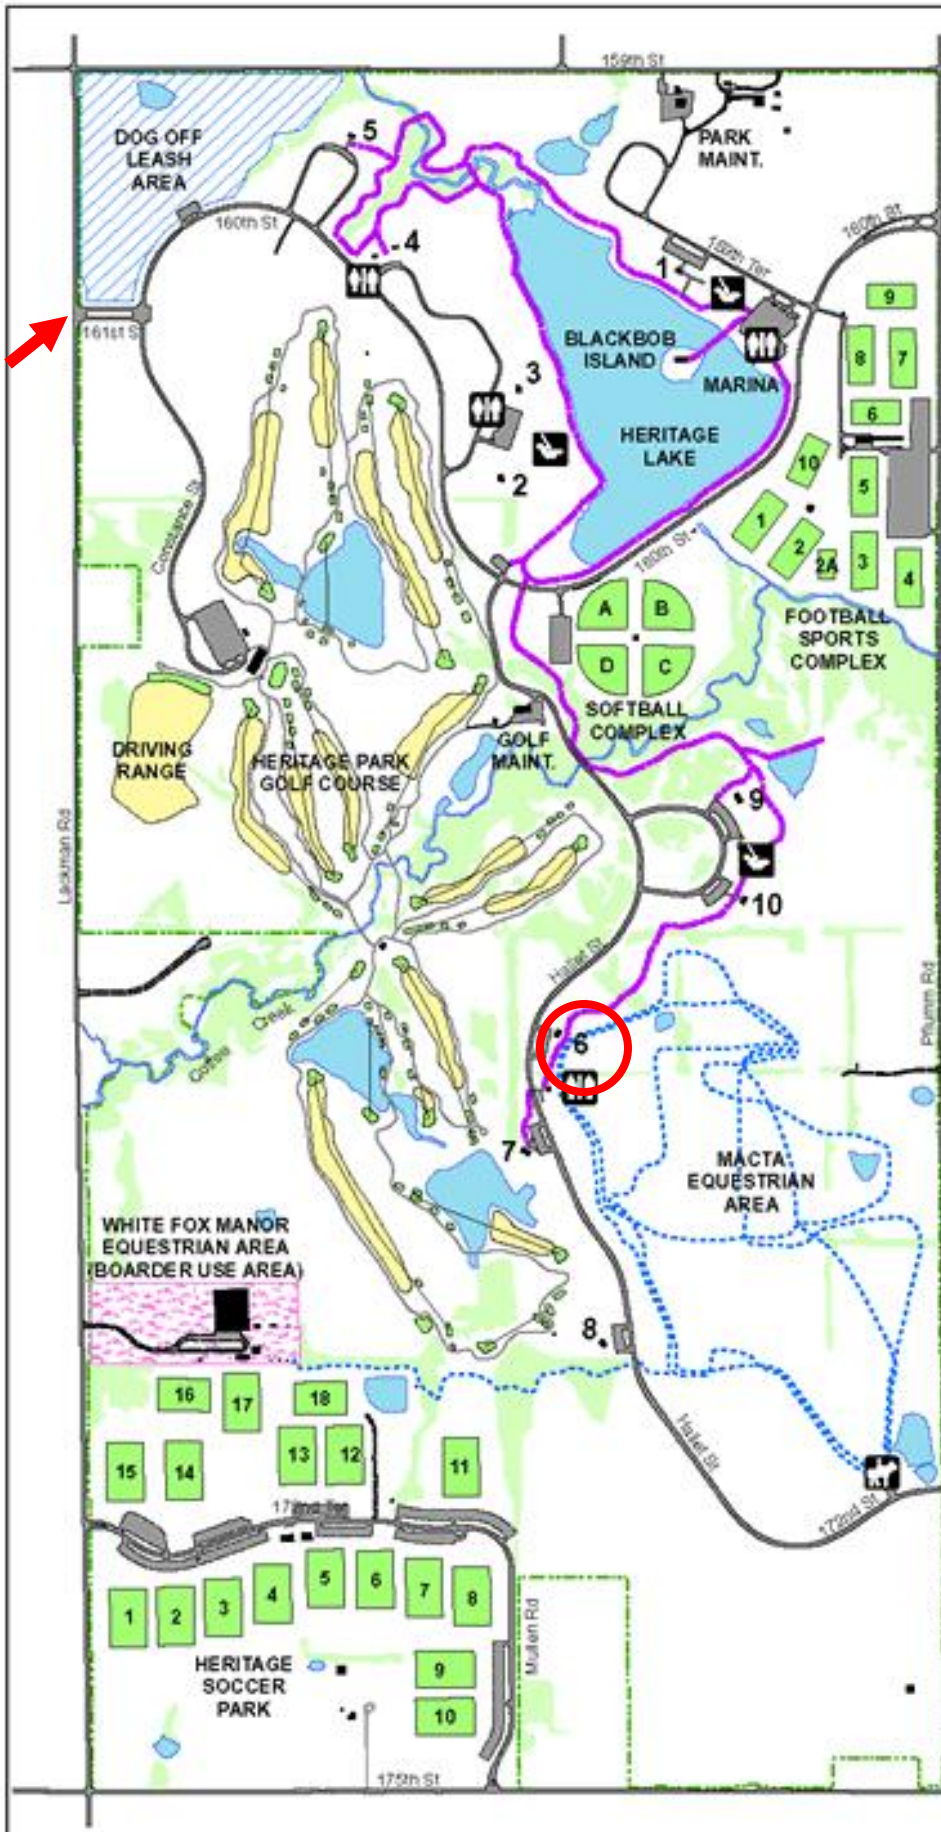 159th St
DOG OFF
LEASH
AREA
5
PARK
MAINT.
160th St
4
160th St
159th Ter
1
161st St
9
BLACKBOB
ISLAND
MARINA
8
7
3
6
HERITAGE
LAKE
10
5
2
1
2
2A
3
4
Constance St
160th St
A
B
FOOTBALL
SPORTS
COMPLEX
D
C
SOFTBALL
COMPLEX
GOLF
MAINT.
DRIVING
RANGE
HERITAGE PARK
GOLF COURSE
9
Lackman Rd
10
Hallet St
Pflumm Rd
Coffee Creek
6
7
MACTA
EQUESTRIAN
AREA
WHITE FOX MANOR
EQUESTRIAN AREA
(BOARDER USE AREA)
8
16
17
18
Hallet St
15
14
13
12
11
172nd Ter
172nd St
1
2
3
4
5
6
7
8
Mullen Rd
HERITAGE
SOCCER
PARK
9
10
175th St